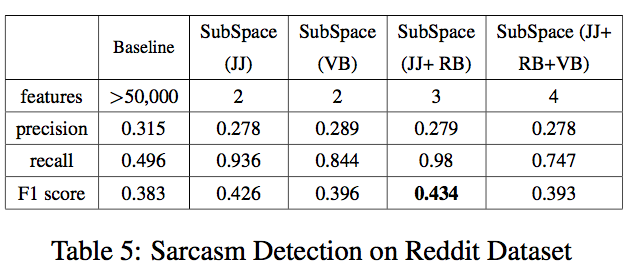 Baseline SubSpace (JJ) SubSpace (VB) SubSpace (JJ+ RB) SubSpace (JJ+ RB+VB)
features >50,000 2 2 3 4
precision 0.315 0.278 0.289 0.279 0.278
recall 0.496 0.936 0.844 0.98 0.747
F1 score 0.383 0.426 0.396 0.434 0.393
Table 5: Sarcasm Detection on Reddit Dataset